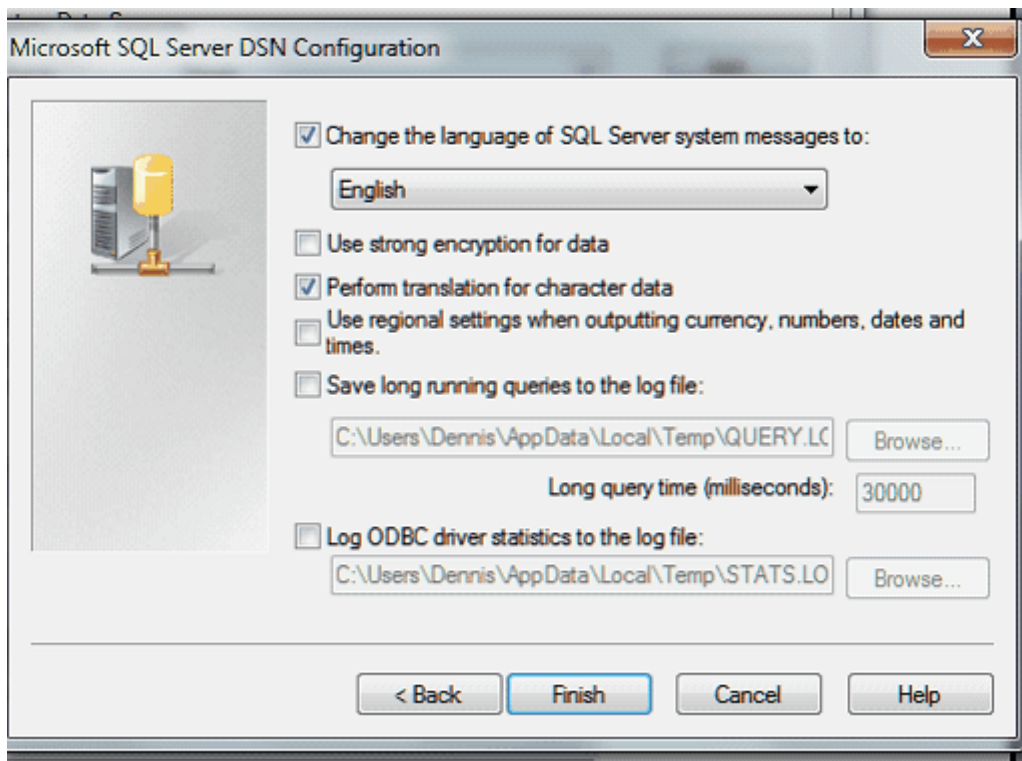 Microsoft SQL Server DSN Configuration
Change the language of SQL Server system messages to:
English
Use strong encryption for data
Perform translation for character data
Use regional settings when outputting currency, numbers, dates and
times.
Save long running queries to the log file:
C:\Users\Dennis\AppData\Local\Temp\QUERY.LO
Browse...
Long query time (milliseconds):
30000
Log ODBC driver statistics to the log file:
C:\Users\Dennis\AppData\Local\Temp\STATS.LO
Browse...
< Back
Finish
Cancel
Help